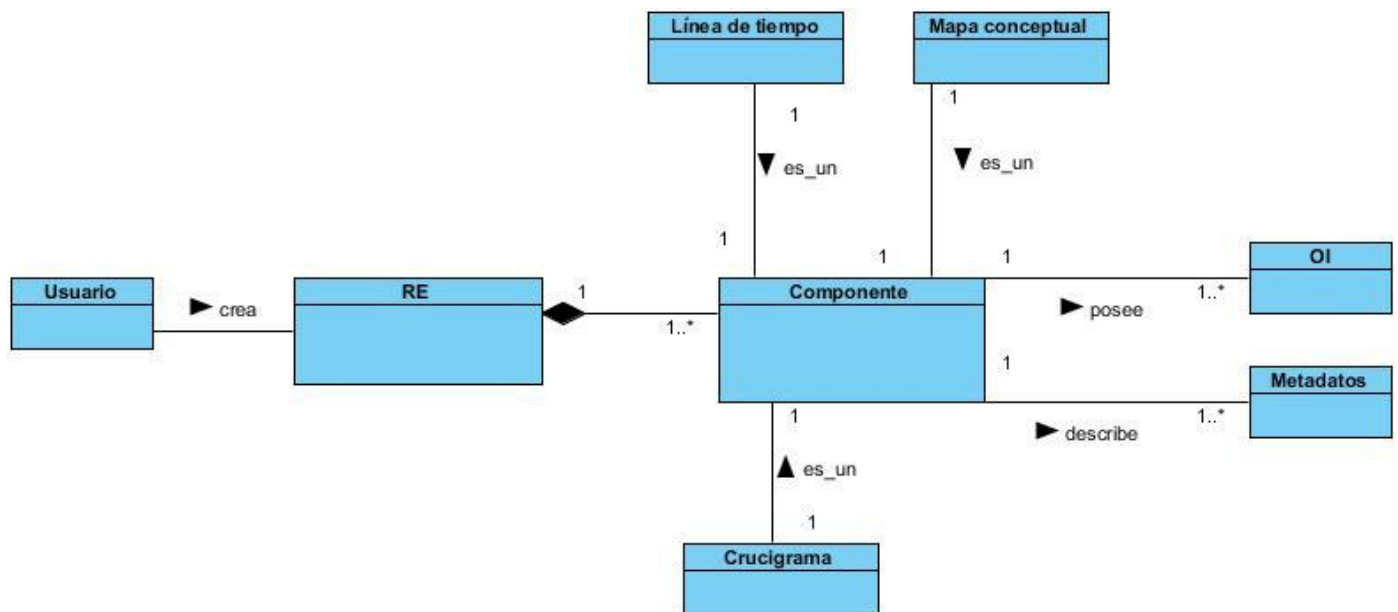 Línea de tiempo
Mapa conceptual
1
1
es_un
es_un
1
1
1
OI
Usuario
RE
Componente
crea
1
1..*
1..*
posee
1
Metadatos
1
1..*
describe
es_un
1
Crucigrama